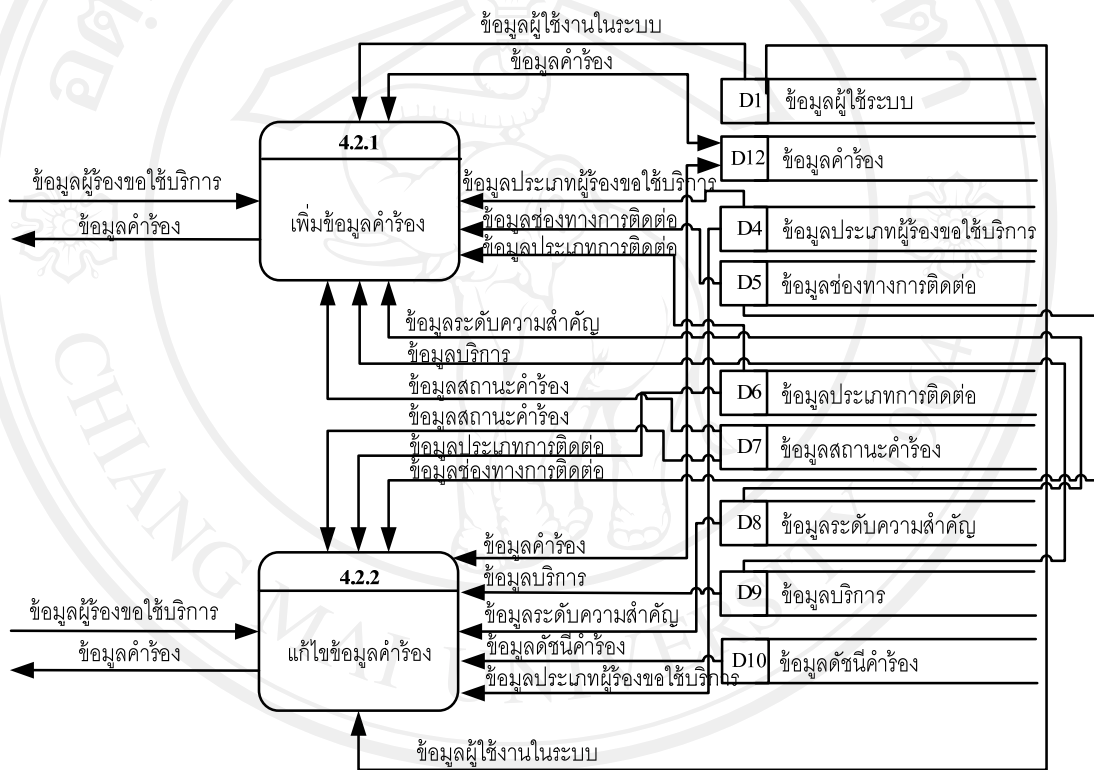 ข้อมูลผู้ใช้งานในระบบ
ข้อมูลคำร้อง
D1 ข้อมูลผู้ใช้ระบบ
4.2.1
D12 ข้อมูลคำร้อง
ข้อมูลผู้ร้องขอใช้บริการ
ข้อมูลประเภทผู้ร้องขอใช้บริการ
ข้อมูลคำร้อง
เพิ่มข้อมูลคำร้อง
ข้อมูลช่องทางการติดต่อ
D4 ข้อมูลประเภทผู้ร้องขอใช้บริการ
ข้อมูลประเภทการติดต่อ
D5 ข้อมูลช่องทางการติดต่อ
ข้อมูลระดับความสำคัญ
ข้อมูลบริการ
ข้อมูลสถานะคำร้อง
D6 ข้อมูลประเภทการติดต่อ
ข้อมูลสถานะคำร้อง
ข้อมูลประเภทการติดต่อ
D7 ข้อมูลสถานะคำร้อง
ข้อมูลช่องทางการติดต่อ
D8 ข้อมูลระดับความสำคัญ
ข้อมูลคำร้อง
4.2.2
ข้อมูลบริการ
D9 ข้อมูลบริการ
ข้อมูลผู้ร้องขอใช้บริการ
ข้อมูลระดับความสำคัญ
ข้อมูลคำร้อง
แก้ไขข้อมูลคำร้อง
ข้อมูลดัชนีคำร้อง
D10 ข้อมูลดัชนีคำร้อง
ข้อมูลประเภทผู้ร้องขอใช้บริการ
ข้อมูลผู้ใช้งานในระบบ
CHIANG MAI UNIVERSITY 1964